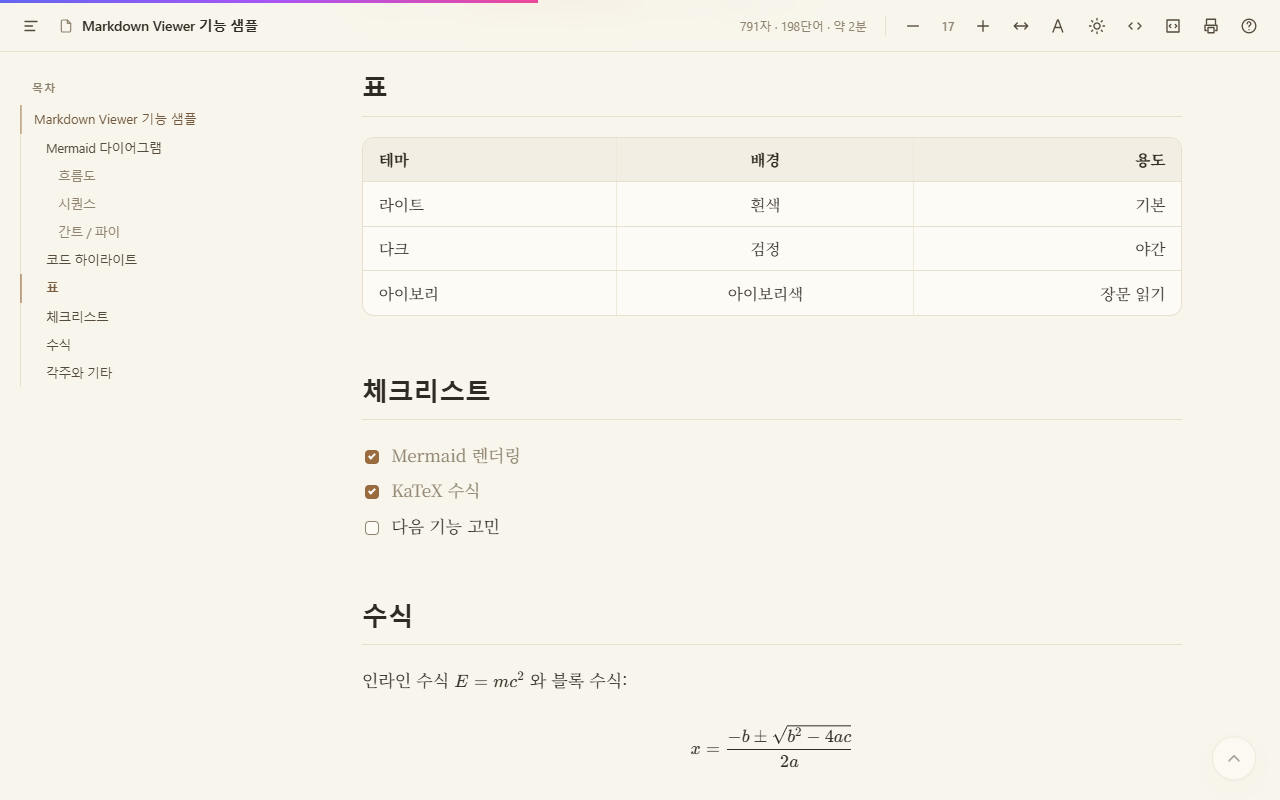 Markdown Viewer 기능 샘플
791자 · 198단어 · 약 2분
17
목차
Markdown Viewer 기능 샘플
Mermaid 다이어그램
흐름도
시퀀스
간트 / 파이
코드 하이라이트
표
체크리스트
수식
각주와 기타
표
테마 배경 용도
라이트 흰색 기본
다크 검정 야간
아이보리 아이보리색 장문 읽기
체크리스트
Mermaid 렌더링
KaTeX 수식
다음 기능 고민
수식
인라인 수식 E = mc² 와 블록 수식:
x = (−b ± √(b² − 4ac)) / 2a